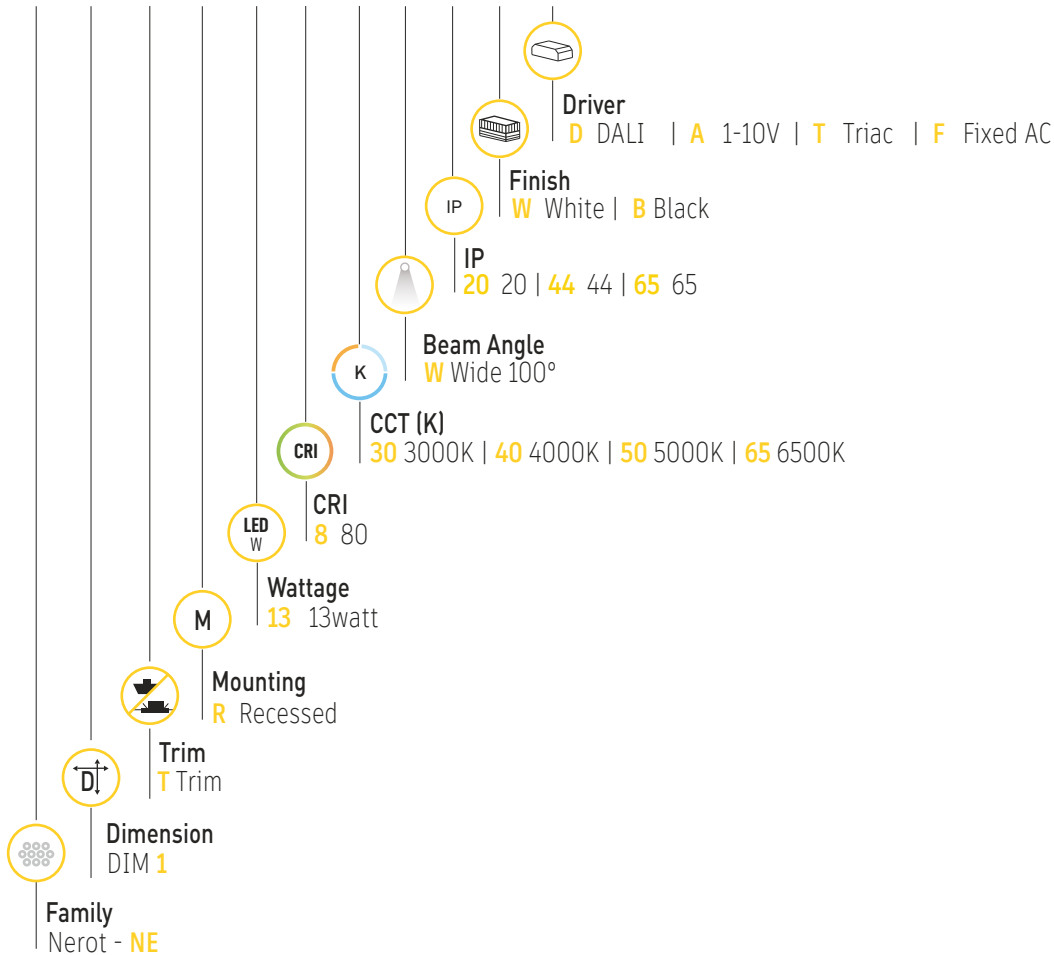 Driver
D DALI | A 1-10V | T Triac | F Fixed AC
Finish
W White | B Black
IP
IP
20 20 | 44 44 | 65 65
Beam Angle
W Wide 100º
K
CCT (K)
30 3000K | 40 4000K | 50 5000K | 65 6500K
CRI
CRI
8 80
LED
W
Wattage
13 13watt
M
Mounting
R Recessed
Trim
T Trim
D
Dimension
DIM 1
Family
Nerot - NE